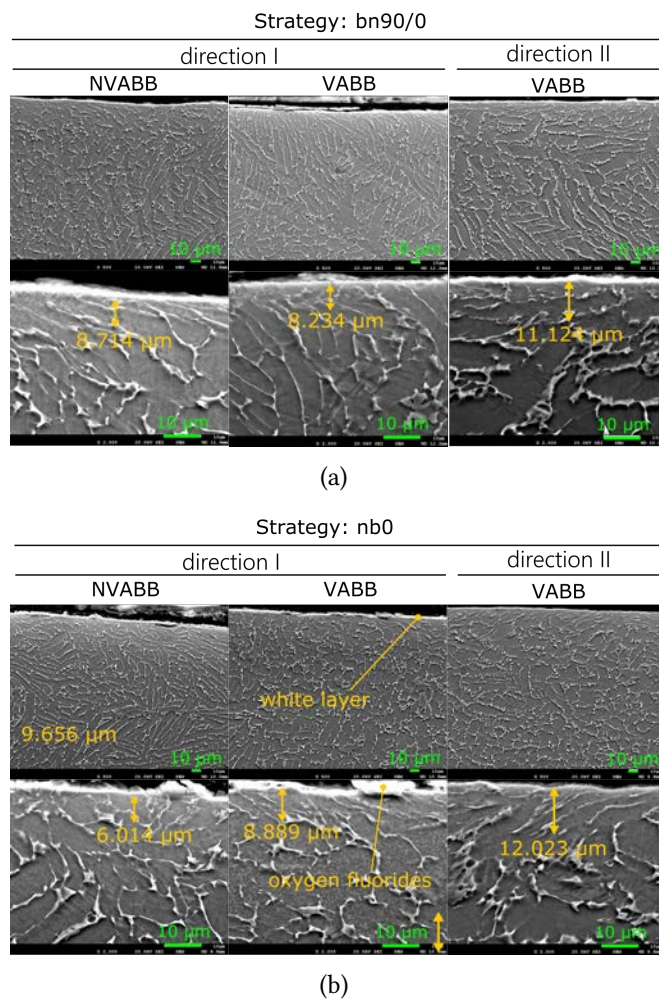 Strategy: bn90/0
direction I direction II
NVABB VABB VABB
10 µm 10 µm 10 µm
8.714 µm 8.234 µm 11.124 µm
10 µm 10 µm 10 µm
(a)
Strategy: nb0
direction I direction II
NVABB VABB VABB
white layer
9.656 µm
10 µm 10 µm 10 µm
6.014 µm 8.889 µm 12.023 µm
oxygen fluorides
10 µm 10 µm 10 µm
(b)